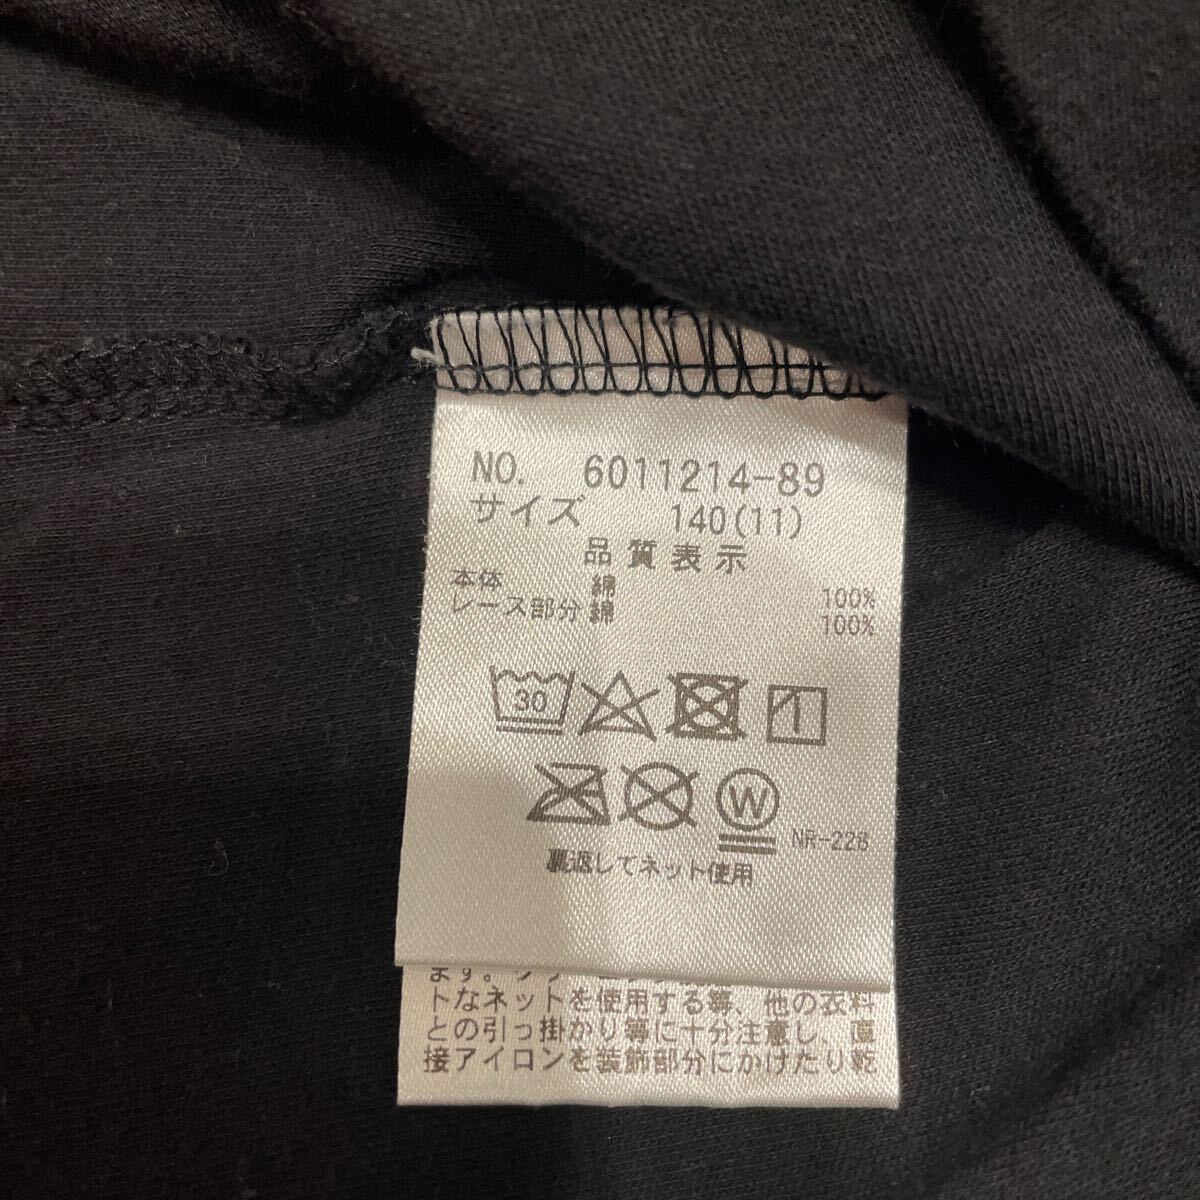 NO. 6011214-89
サイズ 140(11)
品質表示
本体 綿 100%
レース部分 綿 100%
30
W
NR-228
裏返してネット使用
ます。
トなネットを使用する等、他の衣料
との引っ掛かり等に十分注意し、直
接アイロンを装飾部分にかけたり乾